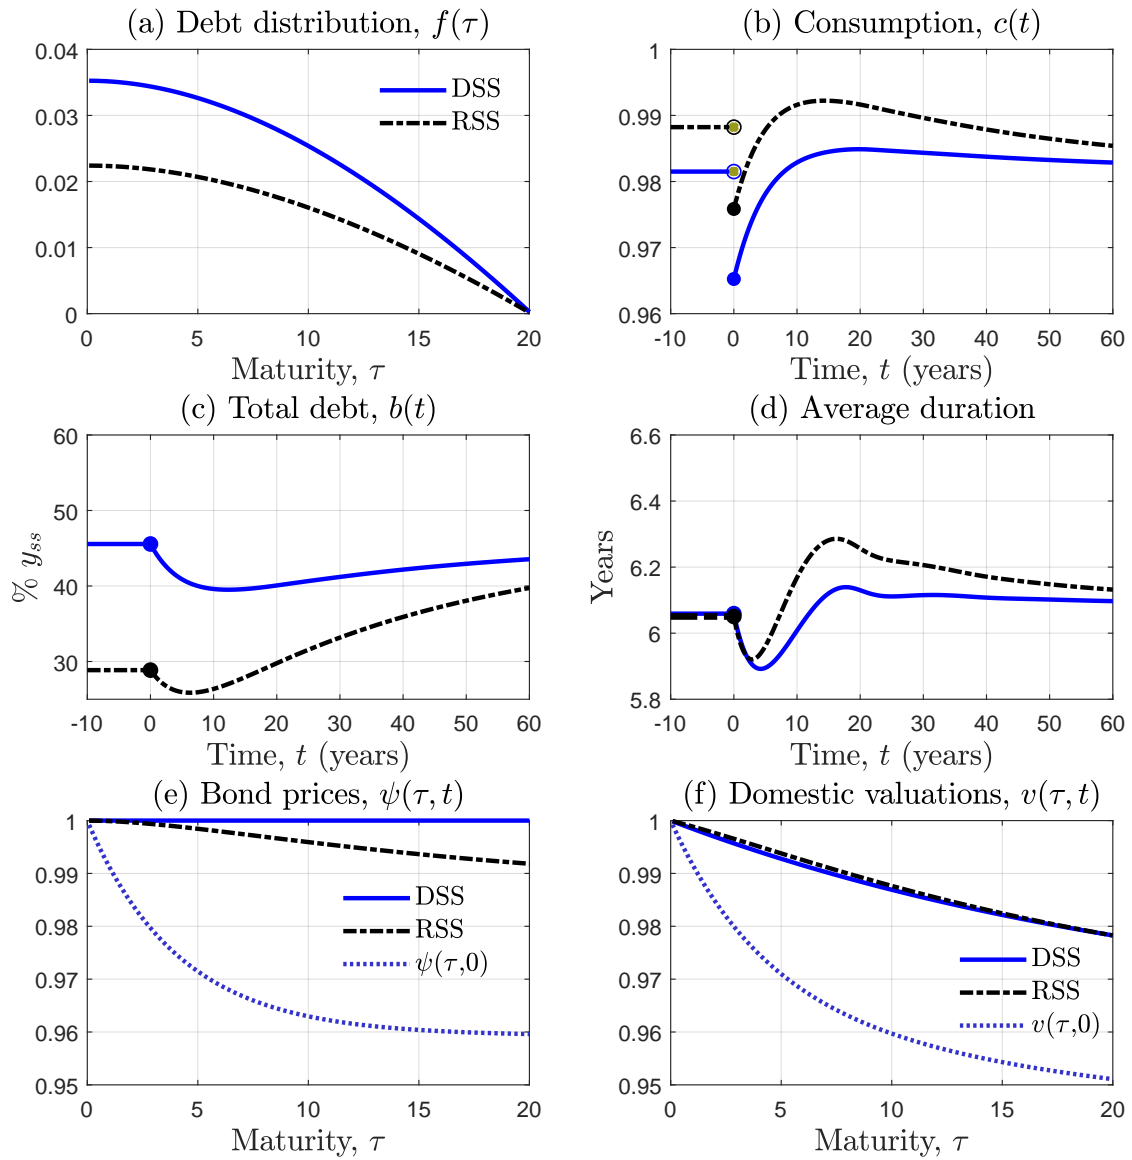 (a) Debt distribution, f(τ)
0.04
0.03
0.02
0.01
0
DSS
RSS
0 5 10 15 20
Maturity, τ
(b) Consumption, c(t)
1
0.99
0.98
0.97
0.96
-10 0 10 20 30 40 50 60
Time, t (years)
(c) Total debt, b(t)
% y_ss
60
50
40
30
-10 0 10 20 30 40 50 60
Time, t (years)
(d) Average duration
Years
6.6
6.4
6.2
6
5.8
-10 0 10 20 30 40 50 60
Time, t (years)
(e) Bond prices, ψ(τ, t)
1
0.99
0.98
0.97
0.96
0.95
DSS
RSS
ψ(τ,0)
0 5 10 15 20
Maturity, τ
(f) Domestic valuations, v(τ, t)
1
0.99
0.98
0.97
0.96
0.95
DSS
RSS
v(τ,0)
0 5 10 15 20
Maturity, τ